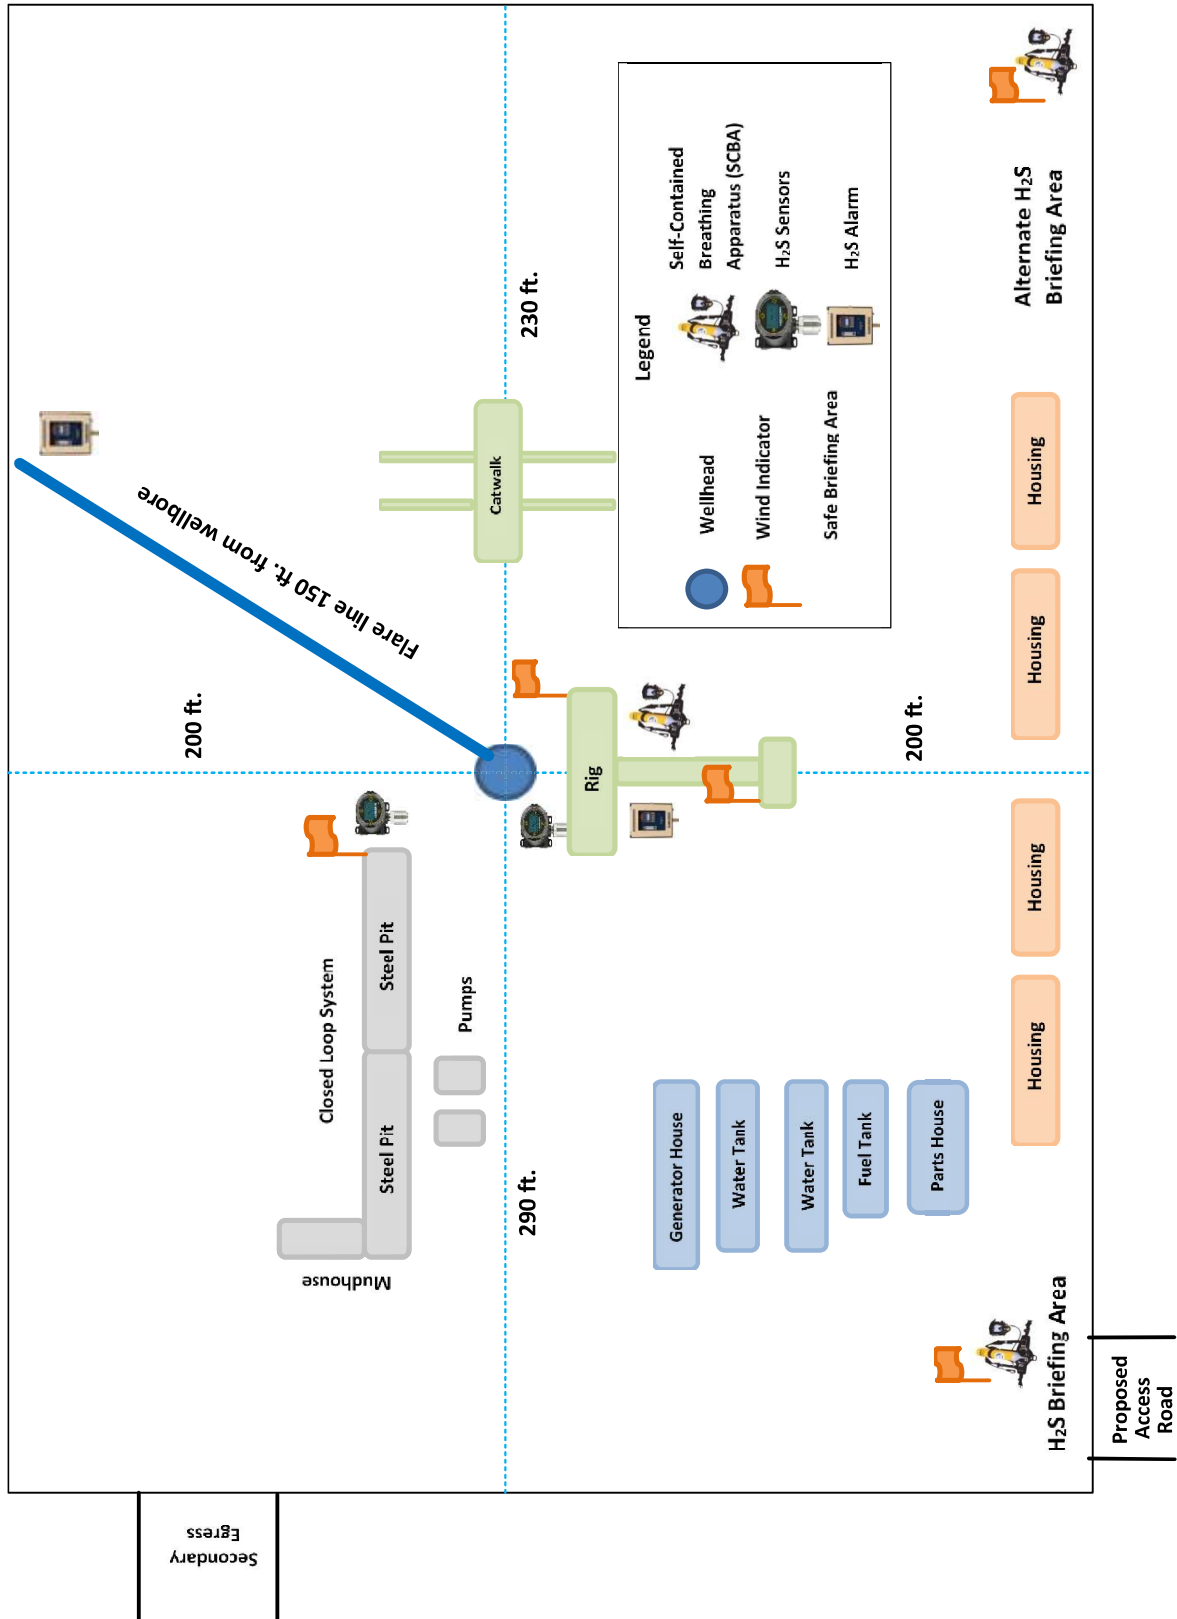 Secondary
Egress
200 ft.
Flare line 150 ft. from wellbore
Closed Loop System
Mudhouse
Steel Pit
Steel Pit
Pumps
290 ft.
230 ft.
Catwalk
Rig
Legend
Wellhead
Wind Indicator
Safe Briefing Area
Self-Contained
Breathing
Apparatus (SCBA)
H₂S Sensors
H₂S Alarm
Generator House
Water Tank
Water Tank
Fuel Tank
Parts House
200 ft.
Housing
Housing
Housing
Housing
H₂S Briefing Area
Alternate H₂S
Briefing Area
Proposed
Access
Road